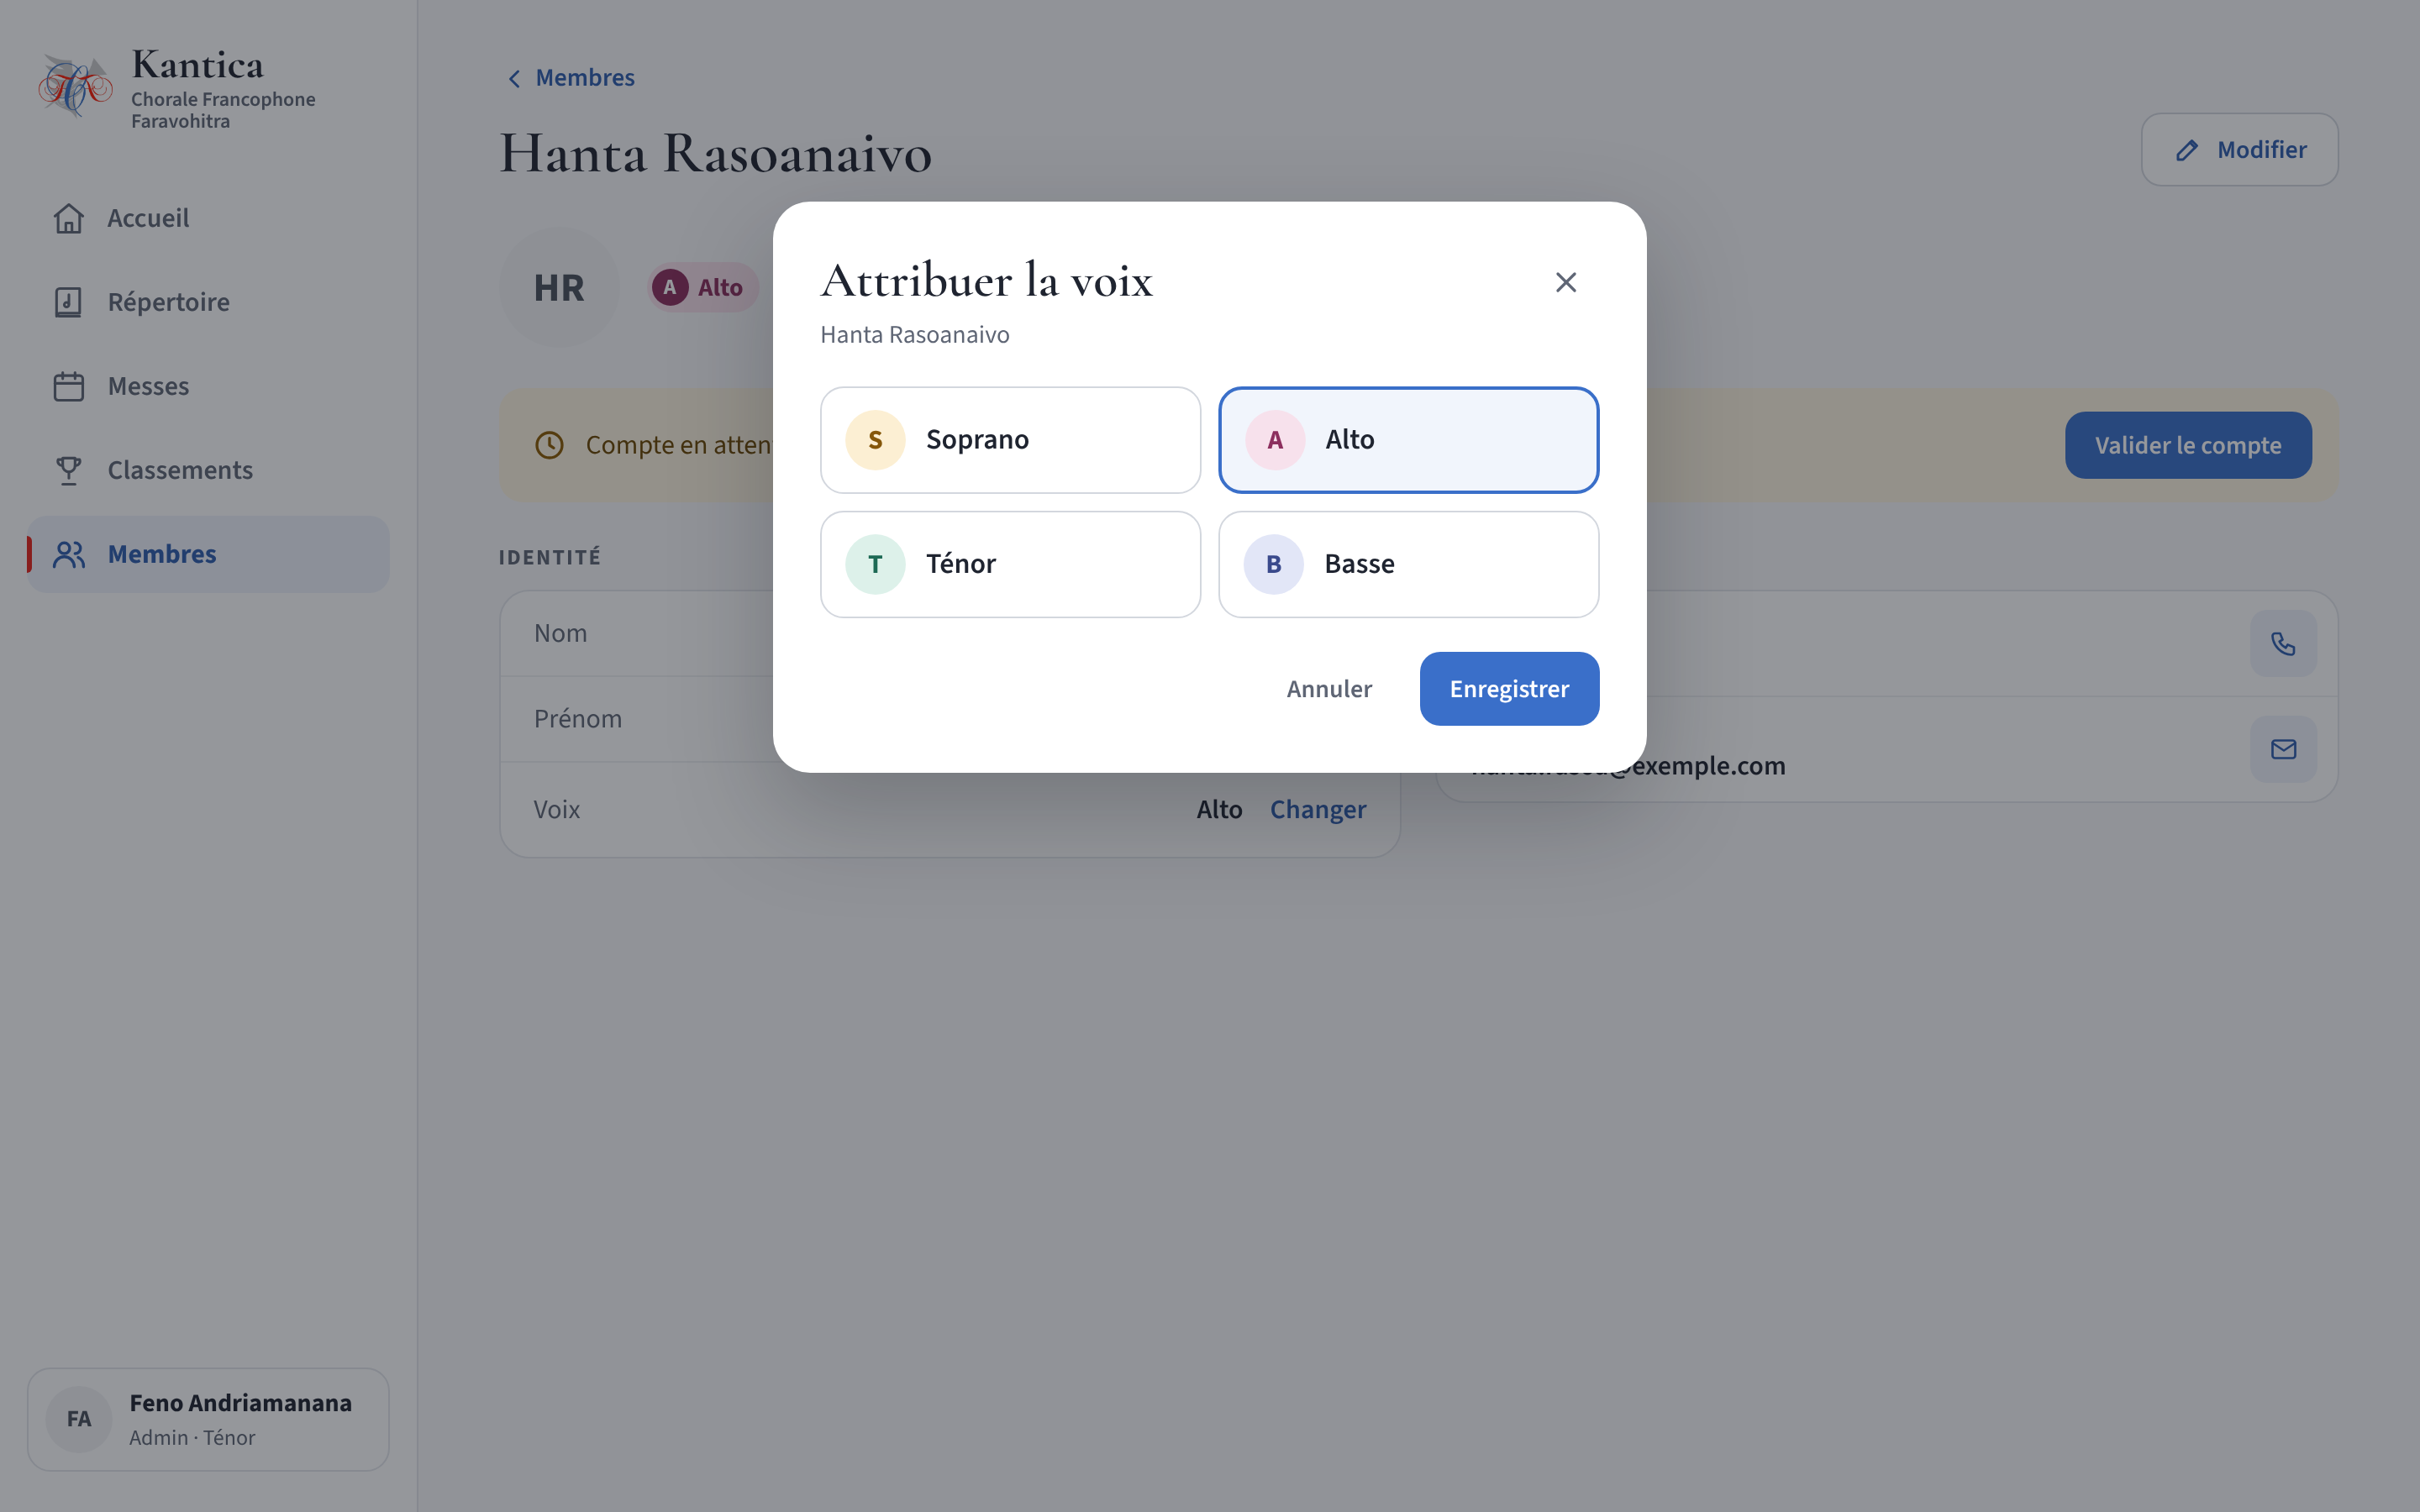 Kantica
Chorale Francophone
Faravohitra
Accueil
Répertoire
Messes
Classements
Membres
FA
Feno Andriamanana
Admin · Ténor
Membres
Hanta Rasoanaivo
Modifier
HR
A Alto
Compte en atten
Valider le compte
IDENTITÉ
Nom
Prénom
Voix
Alto Changer
exemple.com
Attribuer la voix
Hanta Rasoanaivo
S Soprano
A Alto
T Ténor
B Basse
Annuler
Enregistrer